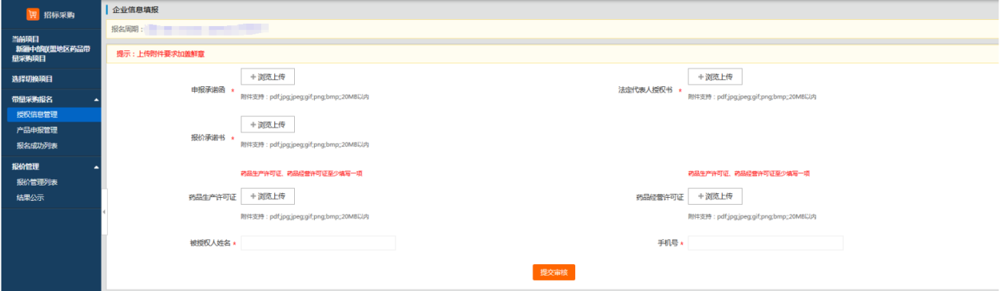 招标采购
当前项目
新疆中部联盟地区药品带
量采购项目
选择切换项目
带量采购报名
授权信息管理
产品申报管理
报名成功列表
报价管理
报价管理列表
结果公示
企业信息填报
报名周期：
提示：上传附件要求加盖鲜章
申报承诺函 *
+ 浏览上传
附件支持：pdf;jpg;jpeg;gif;png;bmp;;20MB以内
法定代表人授权书 *
+ 浏览上传
附件支持：pdf;jpg;jpeg;gif;png;bmp;;20MB以内
报价承诺书 *
+ 浏览上传
附件支持：pdf;jpg;jpeg;gif;png;bmp;;20MB以内
药品生产许可证、药品经营许可证至少填写一项
药品生产许可证
+ 浏览上传
附件支持：pdf;jpg;jpeg;gif;png;bmp;;20MB以内
药品生产许可证、药品经营许可证至少填写一项
药品经营许可证
+ 浏览上传
附件支持：pdf;jpg;jpeg;gif;png;bmp;;20MB以内
被授权人姓名 *
手机号 *
提交审核